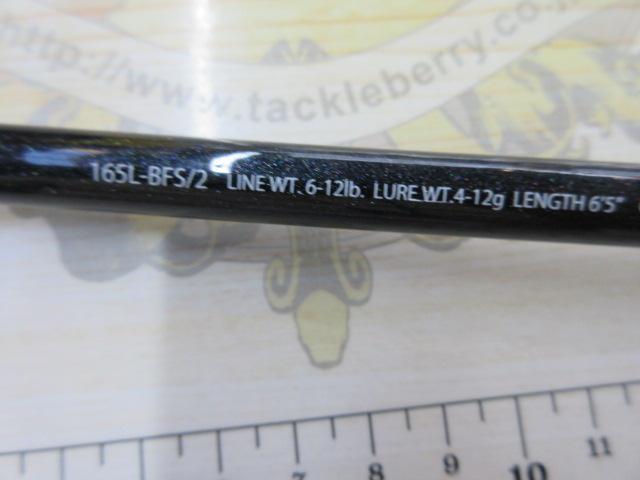 http://www.tackleberry.co.j
165L-BFS/2 LINE WT. 6-12lb. LURE WT. 4-12g LENGTH 6'5"
7 8 9 10 11